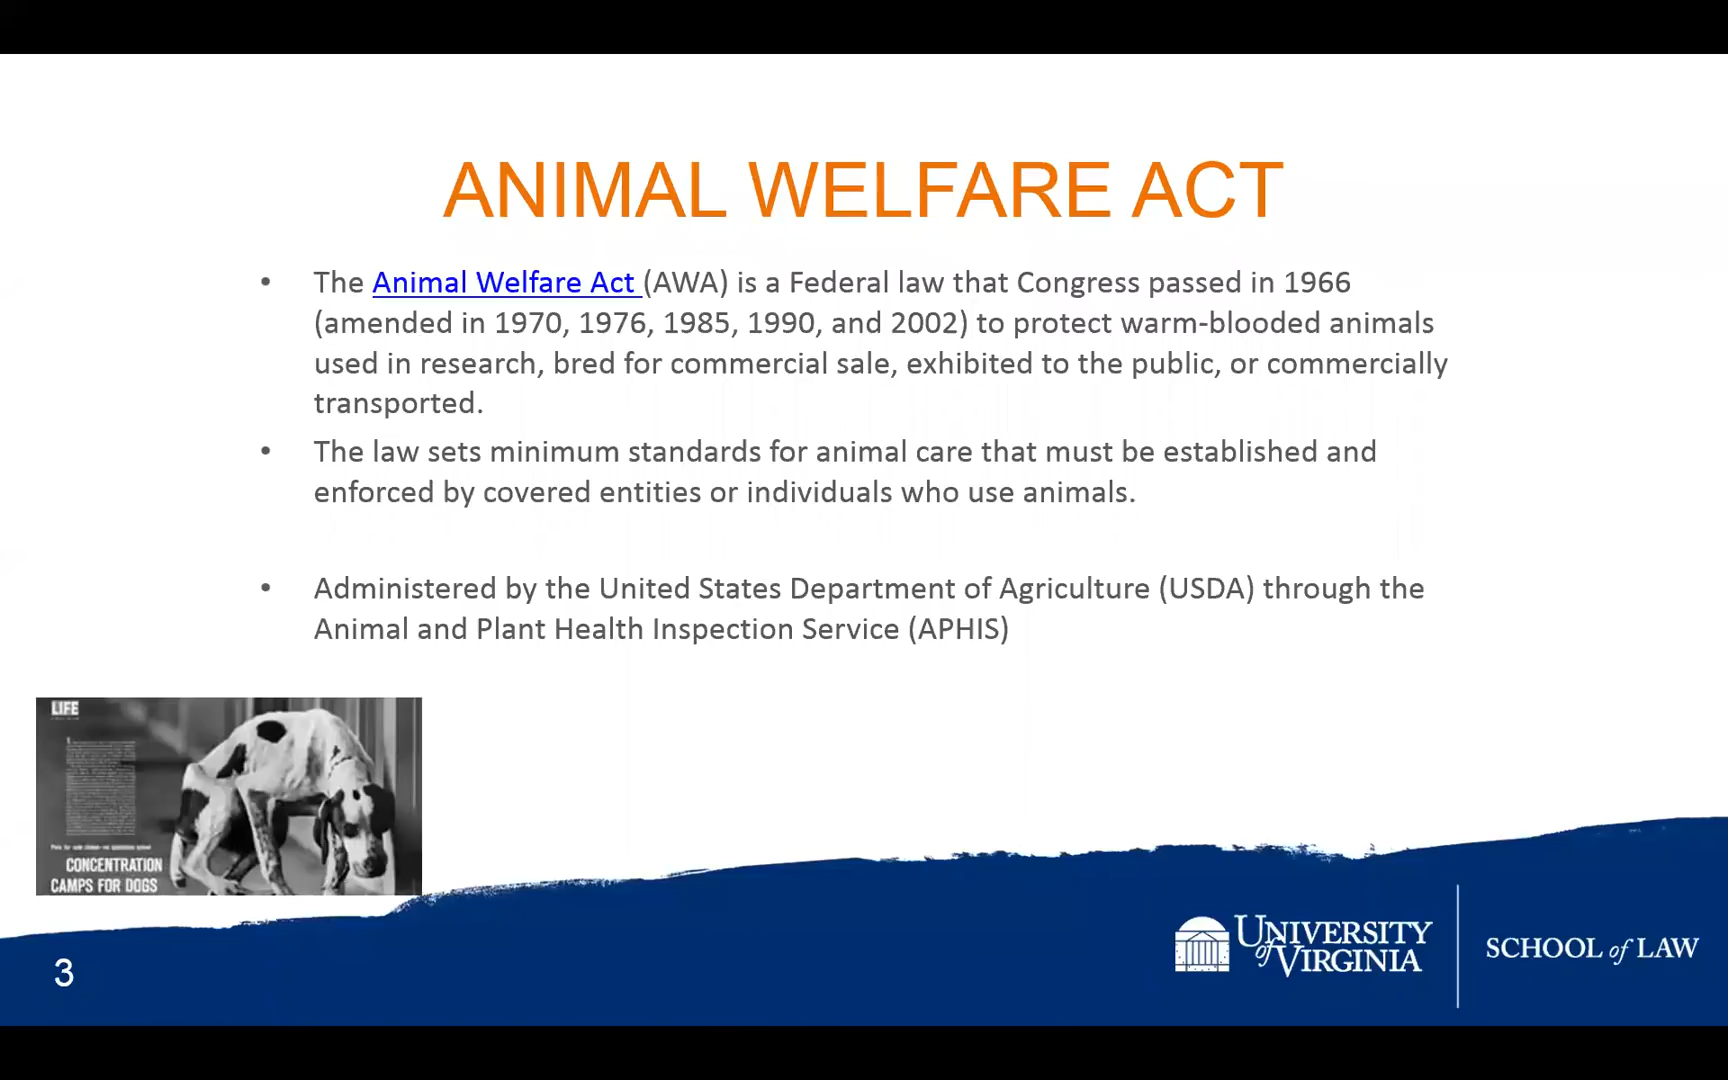 ANIMAL WELFARE ACT
• The Animal Welfare Act (AWA) is a Federal law that Congress passed in 1966
(amended in 1970, 1976, 1985, 1990, and 2002) to protect warm-blooded animals
used in research, bred for commercial sale, exhibited to the public, or commercially
transported.
• The law sets minimum standards for animal care that must be established and
enforced by covered entities or individuals who use animals.
• Administered by the United States Department of Agriculture (USDA) through the
Animal and Plant Health Inspection Service (APHIS)
LIFE
CONCENTRATION
CAMPS FOR DOGS
3
UNIVERSITY
of VIRGINIA
SCHOOL of LAW